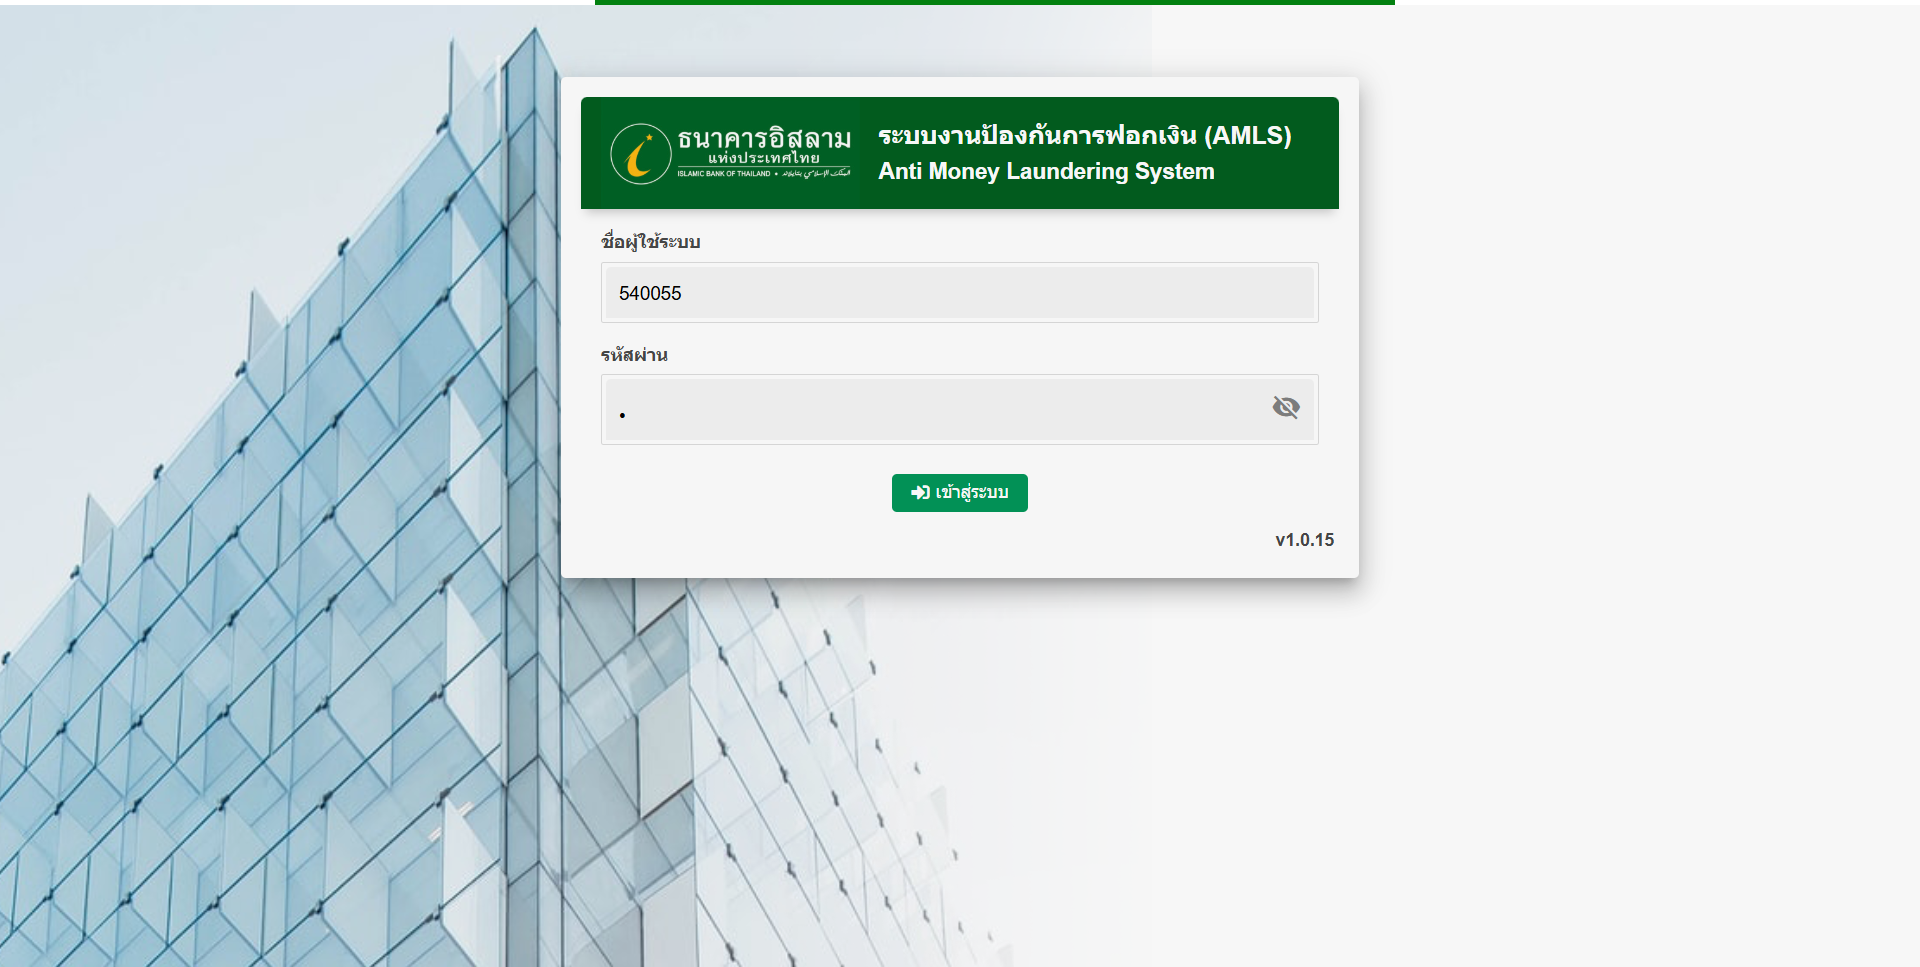 ธนาคารอิสลาม
แห่งประเทศไทย
ISLAMIC BANK OF THAILAND •
ระบบงานป้องกันการฟอกเงิน (AMLS)
Anti Money Laundering System
ชื่อผู้ใช้ระบบ
540055
รหัสผ่าน
•
เข้าสู่ระบบ
v1.0.15